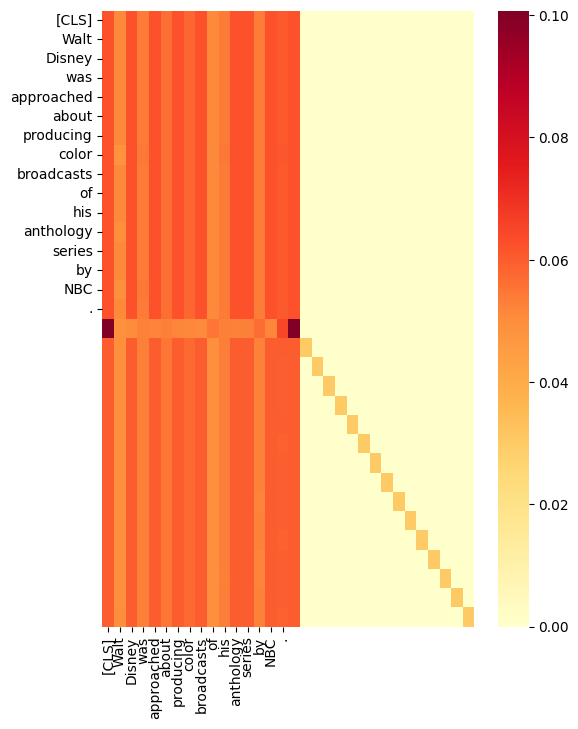 [CLS]
Walt
Disney
was
approached
about
producing
color
broadcasts
of
his
anthology
series
by
NBC
.
0.10
0.08
0.06
0.04
0.02
0.00
[CLS]
Walt
Disney
was
approached
about
producing
color
broadcasts
of
his
anthology
series
by
NBC
.